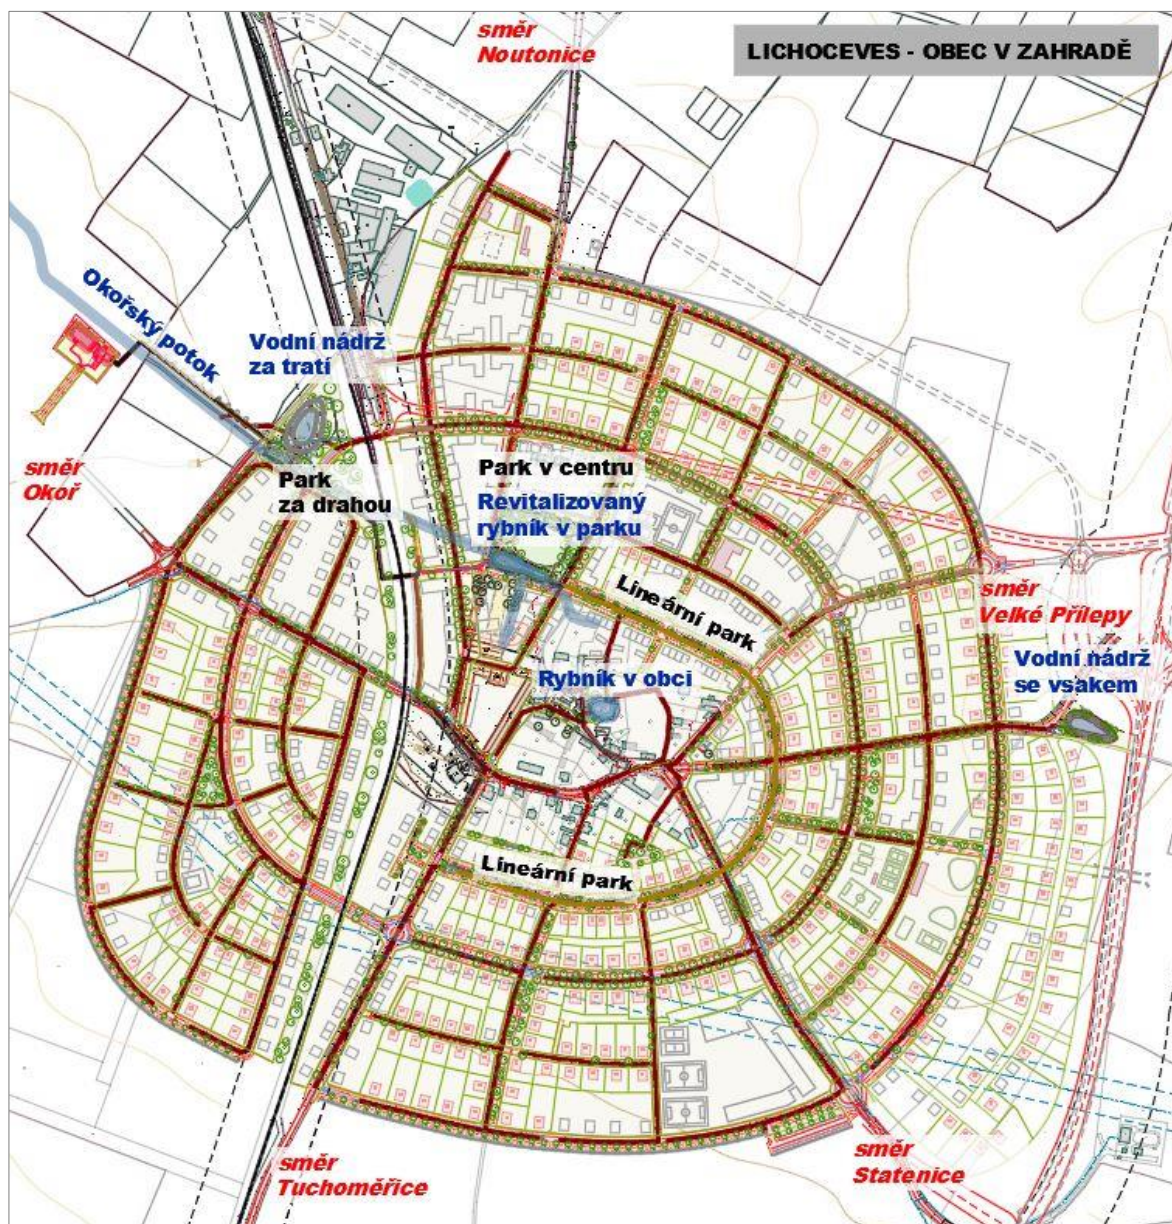 směr
Noutonice
LICHOCEVES - OBEC V ZAHRADĚ
Okořský potok
Vodní nádrž
za tratí
směr
Okoř
Park
za drahou
Park v centru
Revitalizovaný
rybník v parku
Lineární park
směr
Velké Přílepy
Rybník v obci
Vodní nádrž
se vsakem
Lineární park
směr
Tuchoměřice
směr
Statenice